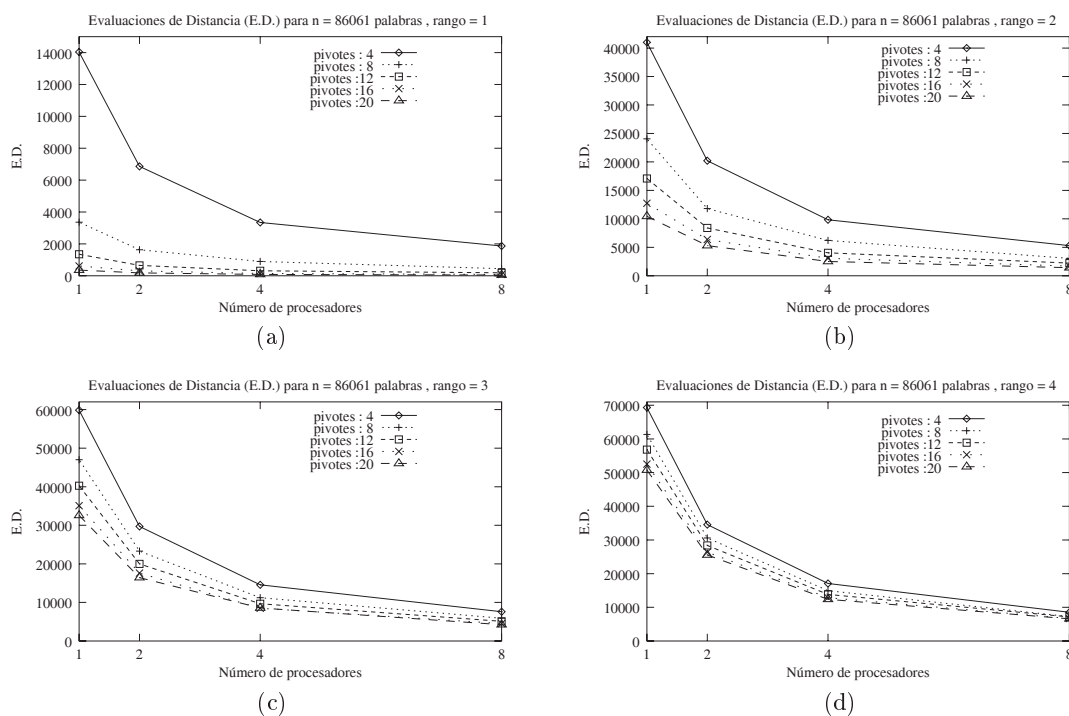 Evaluaciones de Distancia (E.D.) para n = 86061 palabras , rango = 1
14000
12000
10000
8000
6000
4000
2000
0
E.D.
pivotes : 4
pivotes : 8
pivotes :12
pivotes :16
pivotes :20
1
2
4
8
Número de procesadores
(a)
Evaluaciones de Distancia (E.D.) para n = 86061 palabras , rango = 2
40000
35000
30000
25000
20000
15000
10000
5000
0
E.D.
pivotes : 4
pivotes : 8
pivotes :12
pivotes :16
pivotes :20
1
2
4
8
Número de procesadores
(b)
Evaluaciones de Distancia (E.D.) para n = 86061 palabras , rango = 3
60000
50000
40000
30000
20000
10000
0
E.D.
pivotes : 4
pivotes : 8
pivotes :12
pivotes :16
pivotes :20
1
2
4
8
Número de procesadores
(c)
Evaluaciones de Distancia (E.D.) para n = 86061 palabras , rango = 4
70000
60000
50000
40000
30000
20000
10000
0
E.D.
pivotes : 4
pivotes : 8
pivotes :12
pivotes :16
pivotes :20
1
2
4
8
Número de procesadores
(d)